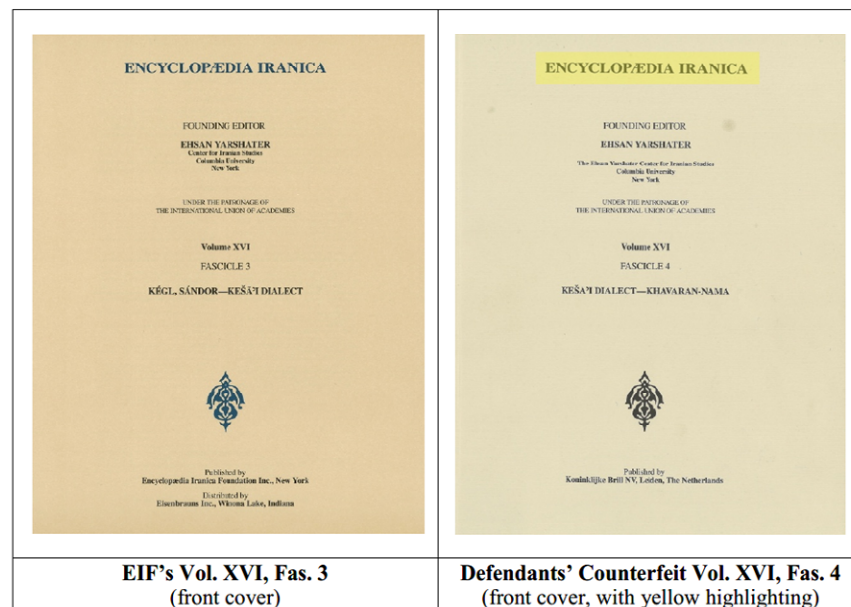 ENCYCLOPÆDIA IRANICA
FOUNDING EDITOR
EHSAN YARSHATER
Center for Iranian Studies
Columbia University
New York
UNDER THE PATRONAGE OF
THE INTERNATIONAL UNION OF ACADEMIES
Volume XVI
FASCICLE 3
KÉGL, SÁNDOR—KEŠAʾI DIALECT
Published by
Encyclopædia Iranica Foundation Inc., New York
Distributed by
Eisenbrauns Inc., Winona Lake, Indiana
EIF’s Vol. XVI, Fas. 3
(front cover)
ENCYCLOPÆDIA IRANICA
FOUNDING EDITOR
EHSAN YARSHATER
The Ehsan Yarshater Center for Iranian Studies
Columbia University
New York
UNDER THE PATRONAGE OF
THE INTERNATIONAL UNION OF ACADEMIES
Volume XVI
FASCICLE 4
KEŠAʾI DIALECT—KHAVARAN-NAMA
Published by
Koninklijke Brill NV, Leiden, The Netherlands
Defendants’ Counterfeit Vol. XVI, Fas. 4
(front cover, with yellow highlighting)